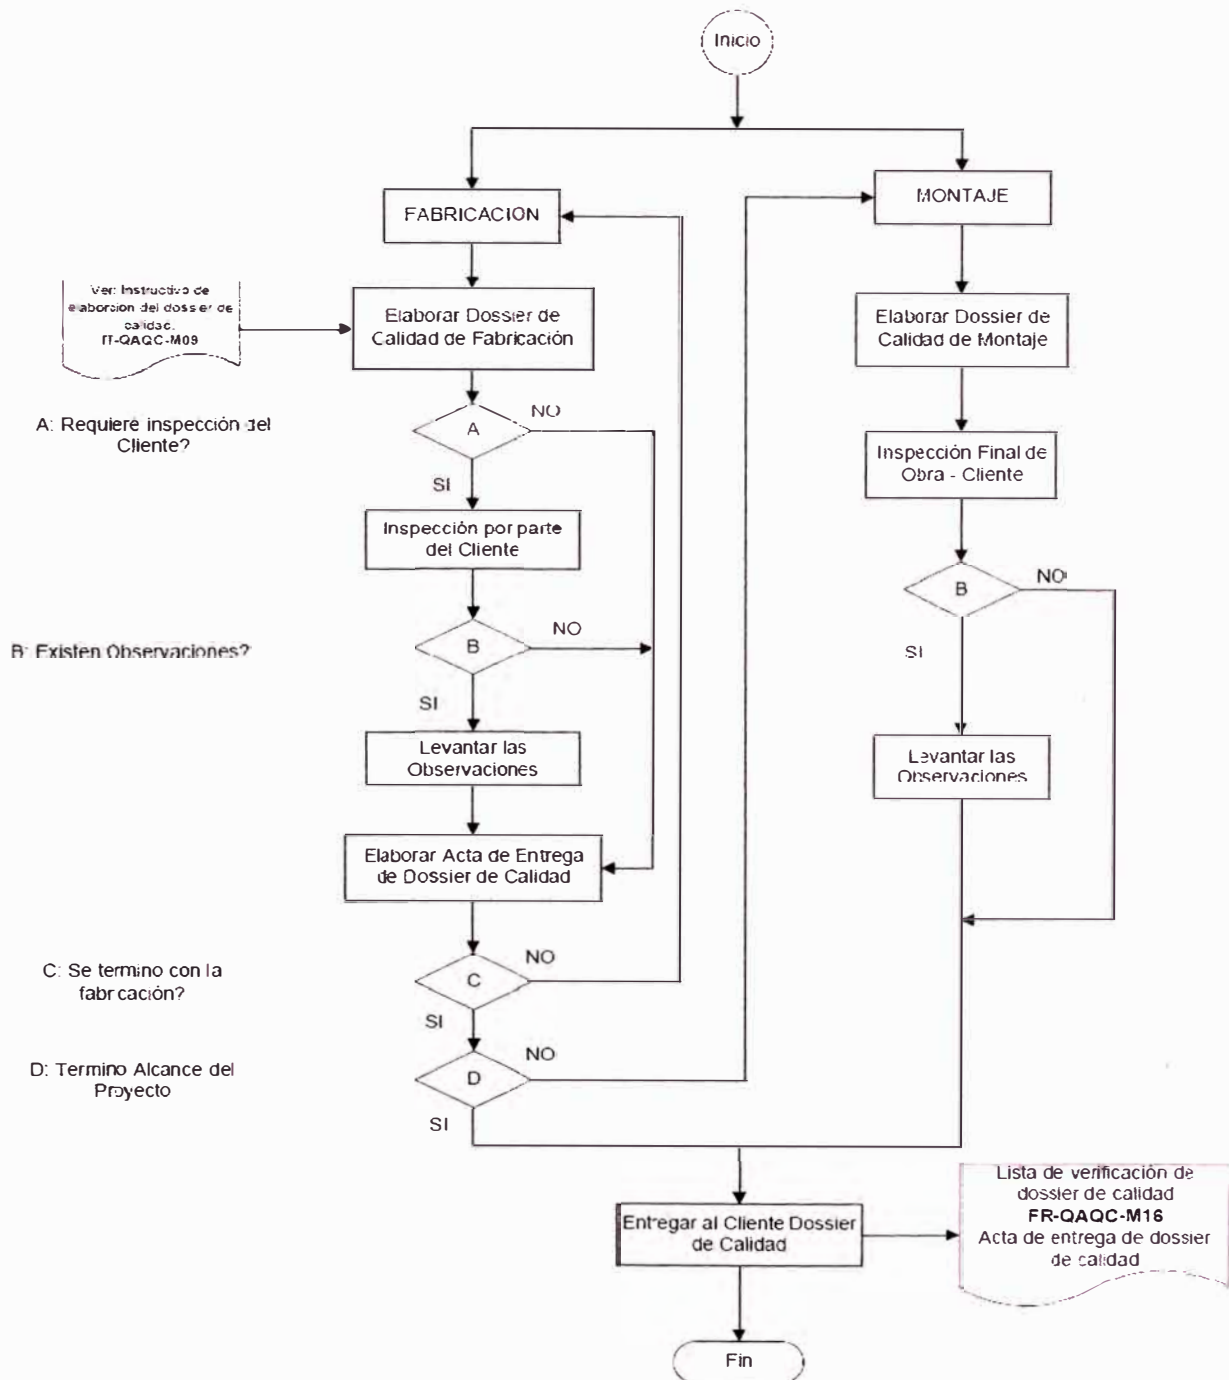 Inicio
FABRICACION
MONTAJE
Ver: Instructivo de
elaborcion del dossier de
calidad.
IT-QAQC-M09
Elaborar Dossier de
Calidad de Fabricación
Elaborar Dossier de
Calidad de Montaje
A: Requiere inspección del
Cliente?
A
NO
SI
Inspección Final de
Obra - Cliente
Inspección por parte
del Cliente
B
NO
SI
B: Existen Observaciones?
B
NO
SI
Levantar las
Observaciones
Levantar las
Observaciones
Elaborar Acta de Entrega
de Dossier de Calidad
C: Se termino con la
fabricación?
C
NO
SI
D: Termino Alcance del
Proyecto
D
NO
SI
Entregar al Cliente Dossier
de Calidad
Lista de verificación de
dossier de calidad
FR-QAQC-M16
Acta de entrega de dossier
de calidad
Fin